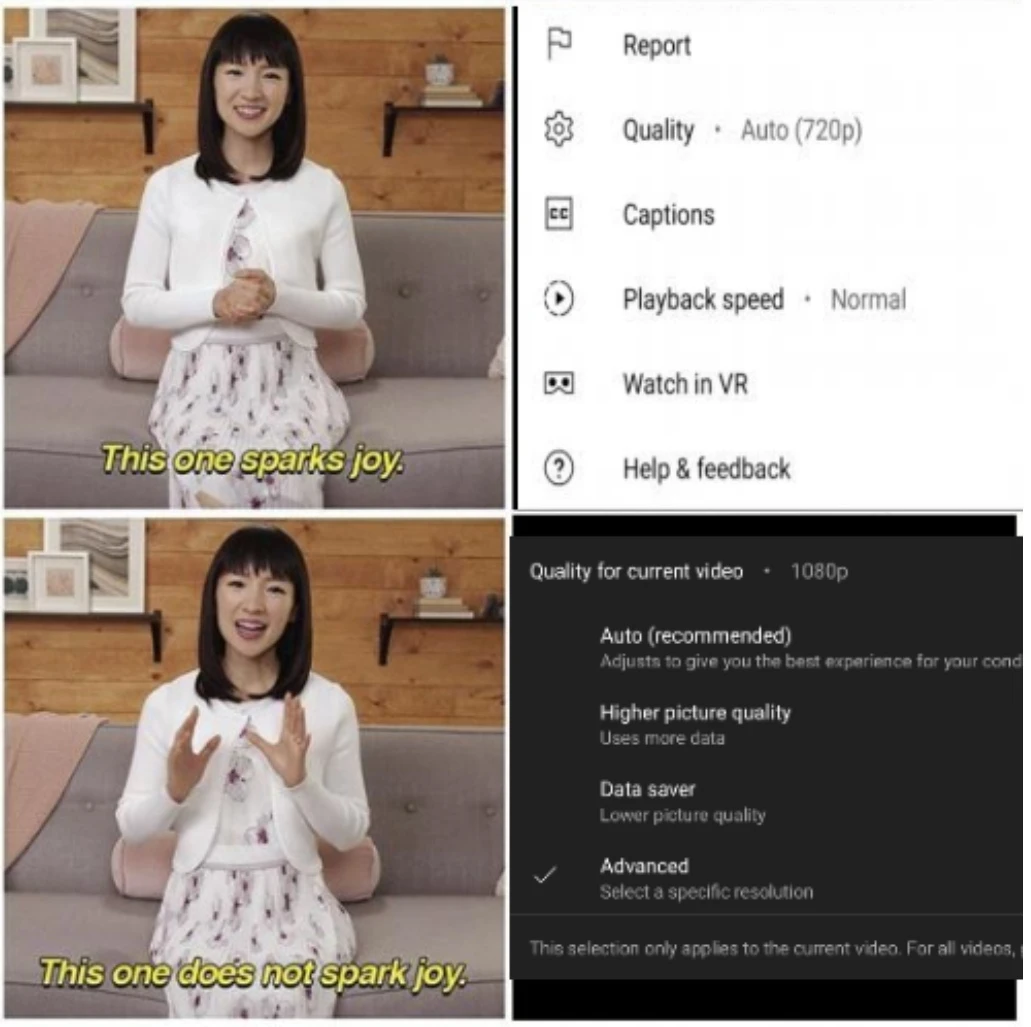 This one sparks joy.
Report
Quality • Auto (720p)
CC
Captions
Playback speed • Normal
Watch in VR
? Help & feedback
This one does not spark joy.
Quality for current video • 1080p
Auto (recommended)
Adjusts to give you the best experience for your cond
Higher picture quality
Uses more data
Data saver
Lower picture quality
Advanced
Select a specific resolution
This selection only applies to the current video. For all videos,